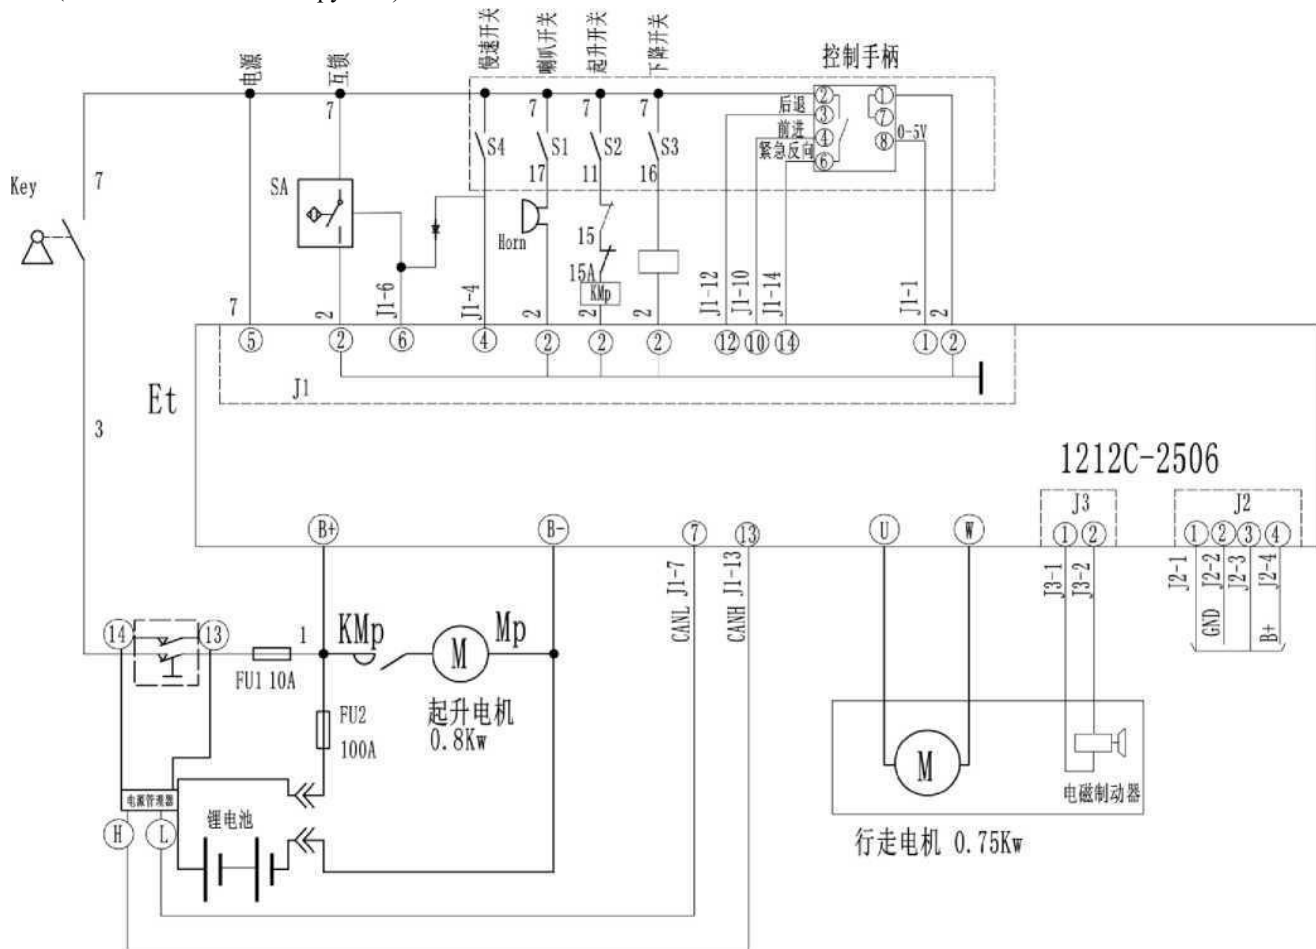 电源
互锁
慢速开关
喇叭开关
起升开关
下降开关
控制手柄
7
7
7
7
7
后退
前进
紧急反向
2
3
4
6
1
7
8
0-5V
Key
SA
S4
S1
S2
S3
17
11
16
Horn
15
15A
KMp
7
2
J1-6
J1-4
2
2
2
J1-12
J1-10
J1-14
J1-1
2
5
2
6
4
2
2
2
12
10
14
1
2
J1
Et
3
1212C-2506
J3
J2
B+
B-
7
13
U
W
1
2
1
2
3
4
CANL J1-7
CANH J1-13
J3-1
J3-2
J2-1
J2-2
J2-3
J2-4
GND
B+
14
13
1
KMp
Mp
M
FU1 10A
FU2
100A
起升电机
0.8Kw
M
电磁制动器
行走电机 0.75Kw
电源管理器
锂电池
H
L